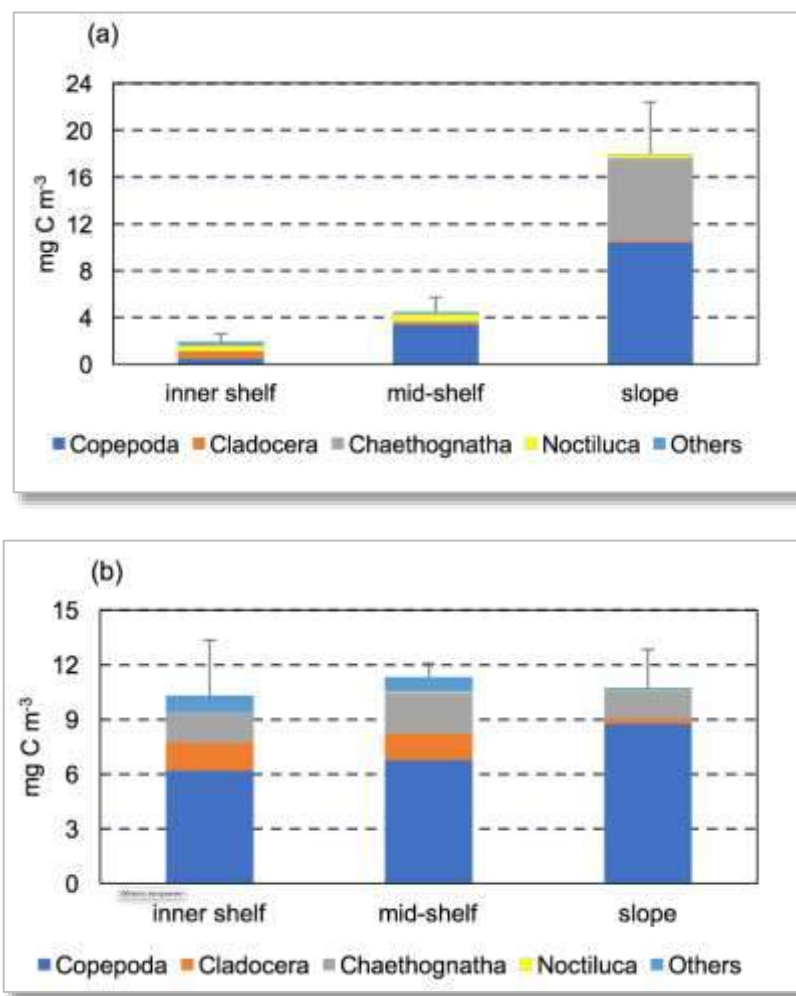 (a)
24
20
16
12
8
4
0
mg C m-3
inner shelf mid-shelf slope
Copepoda Cladocera Chaethognatha Noctiluca Others
(b)
15
12
9
6
3
0
mg C m-3
inner shelf mid-shelf slope
Copepoda Cladocera Chaethognatha Noctiluca Others